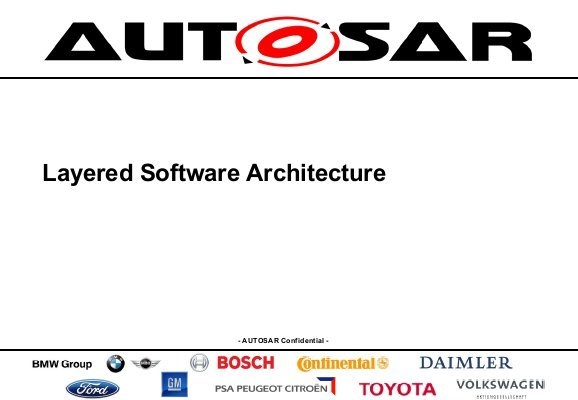 AUTOSAR
Layered Software Architecture
- AUTOSAR Confidential -
BMW Group BOSCH Continental DAIMLER
Ford GM PSA PEUGEOT CITROËN TOYOTA VOLKSWAGEN
AKTIENGESELLSCHAFT